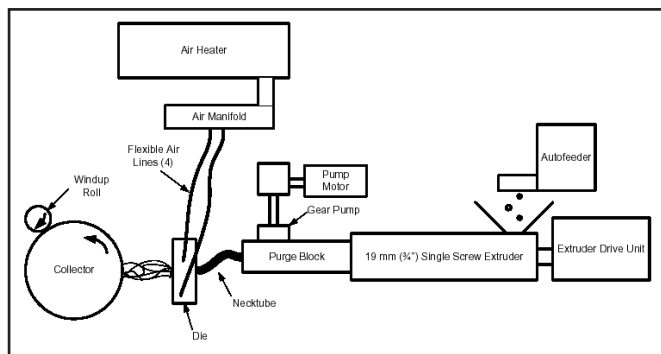 Air Heater
Air Manifold
Flexible Air
Lines (4)
Windup
Roll
Collector
Die
Necktube
Pump
Motor
Gear Pump
Purge Block
19 mm (¾") Single Screw Extruder
Autofeeder
Extruder Drive Unit